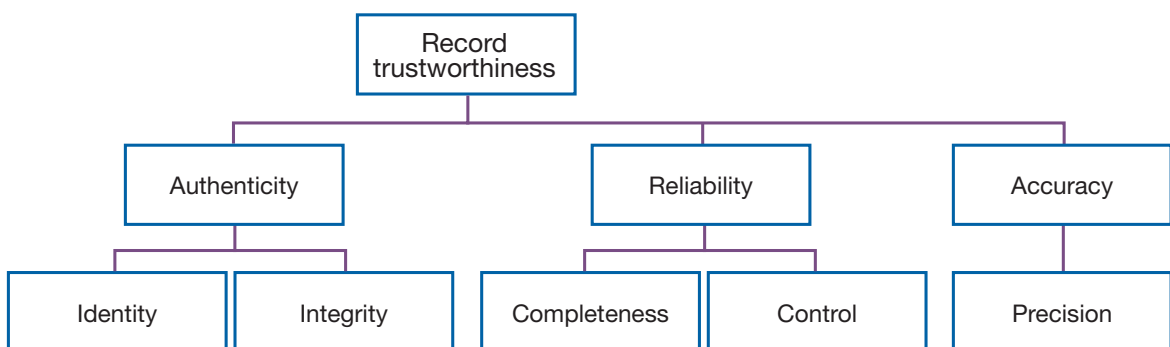 Record
trustworthiness
Authenticity
Reliability
Accuracy
Identity
Integrity
Completeness
Control
Precision